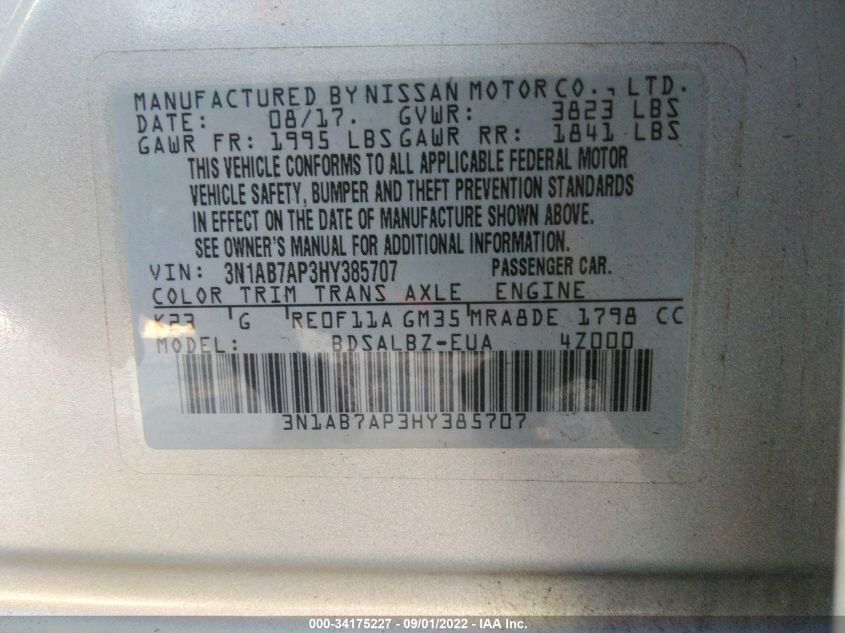 MANUFACTURED BY NISSAN MOTOR CO., LTD.
DATE: 08/17. GVWR: 3823 LBS
GAWR FR: 1995 LBS GAWR RR: 1841 LBS
THIS VEHICLE CONFORMS TO ALL APPLICABLE FEDERAL MOTOR
VEHICLE SAFETY, BUMPER AND THEFT PREVENTION STANDARDS
IN EFFECT ON THE DATE OF MANUFACTURE SHOWN ABOVE.
SEE OWNER'S MANUAL FOR ADDITIONAL INFORMATION.
VIN: 3N1AB7AP3HY385707 PASSENGER CAR.
COLOR TRIM TRANS AXLE ENGINE
K23 G RE0F11A GM35 MRA8DE 1798 CC
MODEL: BDSALBZ-EUA 4Z000
3N1AB7AP3HY385707
000-34175227 - 09/01/2022 - IAA Inc.